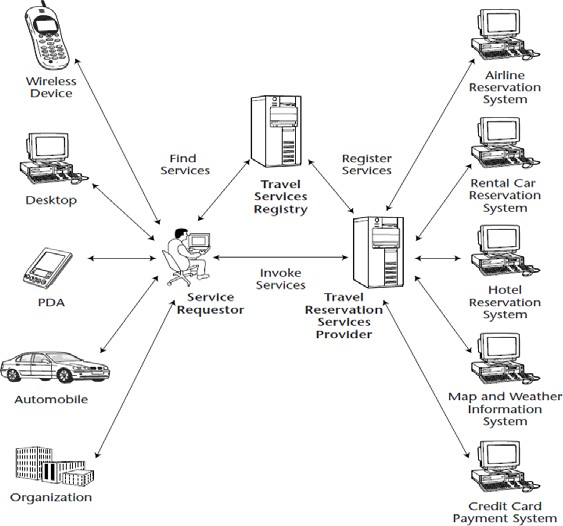 Wireless
Device
Desktop
PDA
Automobile
Organization
Find
Services
Travel
Services
Registry
Register
Services
Service
Requestor
Invoke
Services
Travel
Reservation
Services
Provider
Airline
Reservation
System
Rental Car
Reservation
System
Hotel
Reservation
System
Map and Weather
Information
System
Credit Card
Payment System